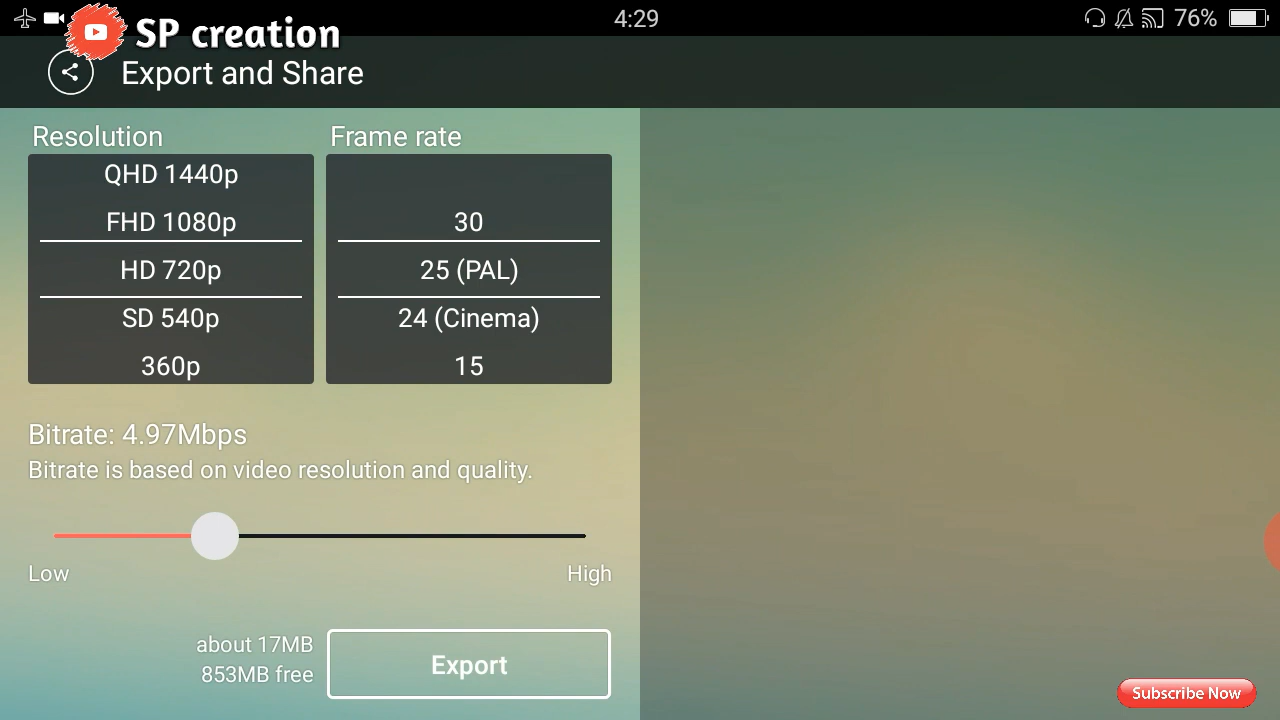 4:29
76%
SP creation
Export and Share
Resolution
Frame rate
QHD 1440p
FHD 1080p
HD 720p
SD 540p
360p
30
25 (PAL)
24 (Cinema)
15
Bitrate: 4.97Mbps
Bitrate is based on video resolution and quality.
Low
High
about 17MB
853MB free
Export
Subscribe Now